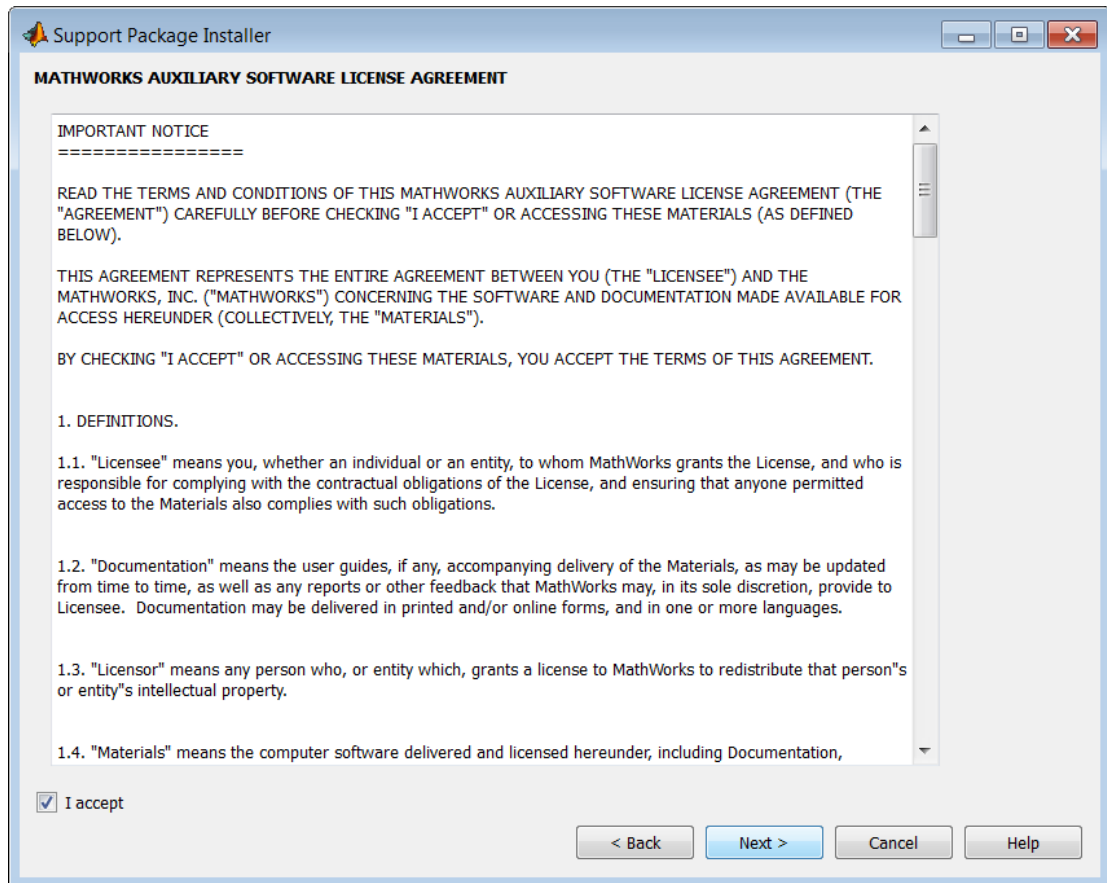 Support Package Installer
MATHWORKS AUXILIARY SOFTWARE LICENSE AGREEMENT
IMPORTANT NOTICE
================
READ THE TERMS AND CONDITIONS OF THIS MATHWORKS AUXILIARY SOFTWARE LICENSE AGREEMENT (THE
"AGREEMENT") CAREFULLY BEFORE CHECKING "I ACCEPT" OR ACCESSING THESE MATERIALS (AS DEFINED
BELOW).
THIS AGREEMENT REPRESENTS THE ENTIRE AGREEMENT BETWEEN YOU (THE "LICENSEE") AND THE
MATHWORKS, INC. ("MATHWORKS") CONCERNING THE SOFTWARE AND DOCUMENTATION MADE AVAILABLE FOR
ACCESS HEREUNDER (COLLECTIVELY, THE "MATERIALS").
BY CHECKING "I ACCEPT" OR ACCESSING THESE MATERIALS, YOU ACCEPT THE TERMS OF THIS AGREEMENT.
1. DEFINITIONS.
1.1. "Licensee" means you, whether an individual or an entity, to whom MathWorks grants the License, and who is
responsible for complying with the contractual obligations of the License, and ensuring that anyone permitted
access to the Materials also complies with such obligations.
1.2. "Documentation" means the user guides, if any, accompanying delivery of the Materials, as may be updated
from time to time, as well as any reports or other feedback that MathWorks may, in its sole discretion, provide to
Licensee.  Documentation may be delivered in printed and/or online forms, and in one or more languages.
1.3. "Licensor" means any person who, or entity which, grants a license to MathWorks to redistribute that person"s
or entity"s intellectual property.
1.4. "Materials" means the computer software delivered and licensed hereunder, including Documentation,
I accept
< Back Next > Cancel Help